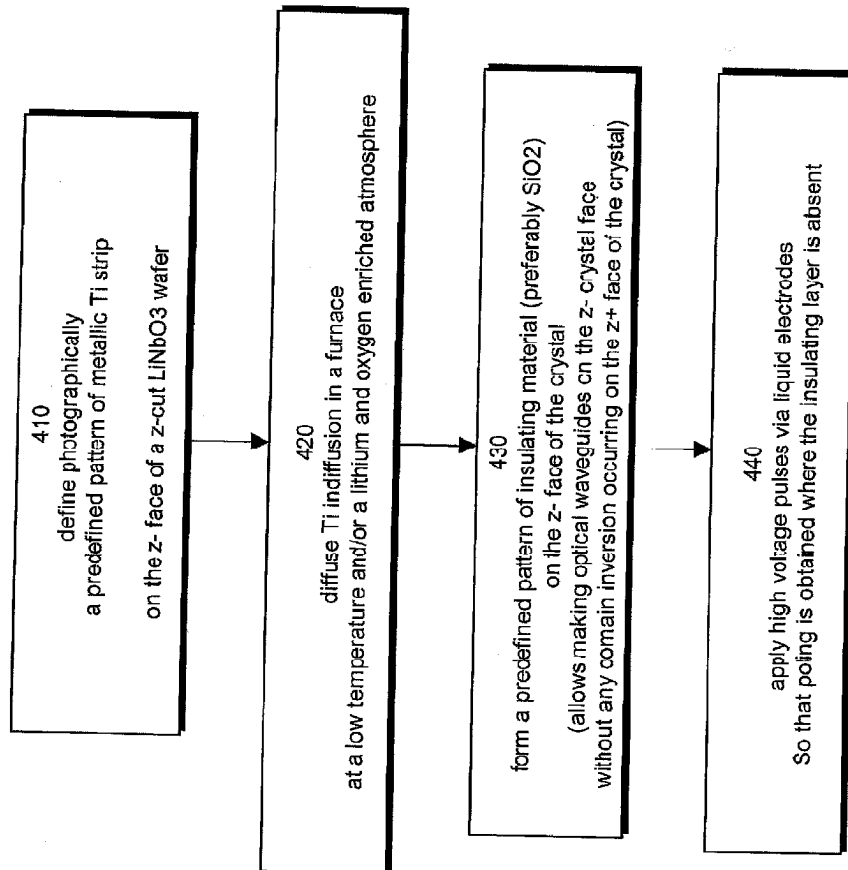 410
define photographically
a predefined pattern of metallic Ti strip
on the z- face of a z-cut LiNbO3 wafer
420
diffuse Ti indiffusion in a furnace
at a low temperature and/or a lithium and oxygen enriched atmosphere
430
form a predefined pattern of insulating material (preferably SiO2)
on the z- face of the crystal
(allows making optical waveguides on the z- crystal face
without any comain inversion occurring on the z+ face of the crystal)
440
apply high voltage pulses via liquid electrodes
So that poling is obtained where the insulating layer is absent